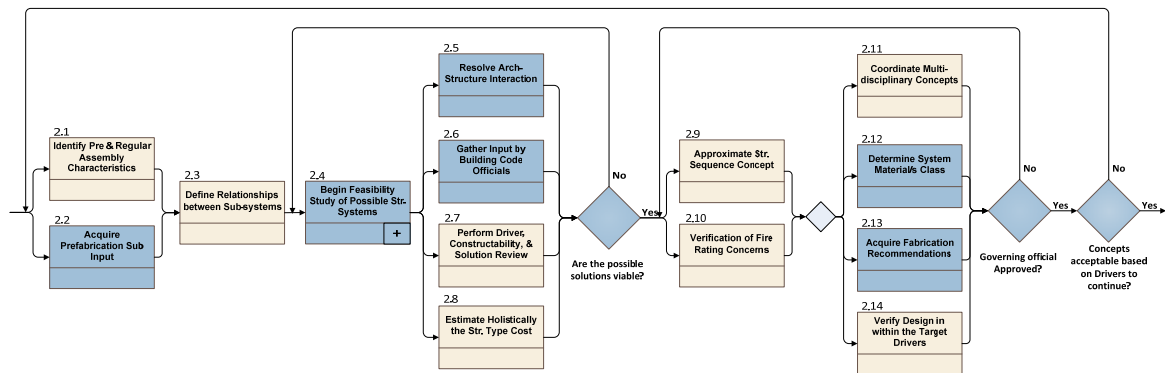 2.1
Identify Pre & Regular
Assembly
Characteristics
2.2
Acquire
Prefabrication Sub
Input
2.3
Define Relationships
between Sub-systems
2.4
Begin Feasibility
Study of Possible Str.
Systems
+
2.5
Resolve Arch-
Structure Interaction
2.6
Gather Input by
Building Code
Officials
2.7
Perform Driver,
Constructability, &
Solution Review
2.8
Estimate Holistically
the Str. Type Cost
No
Yes
Are the possible
solutions viable?
2.9
Approximate Str.
Sequence Concept
2.10
Verification of Fire
Rating Concerns
2.11
Coordinate Multi-
disciplinary Concepts
2.12
Determine System
Materials Class
2.13
Acquire Fabrication
Recommendations
2.14
Verify Design in
within the Target
Drivers
No
Yes
Governing official
Approved?
No
Yes
Concepts
acceptable based
on Drivers to
continue?